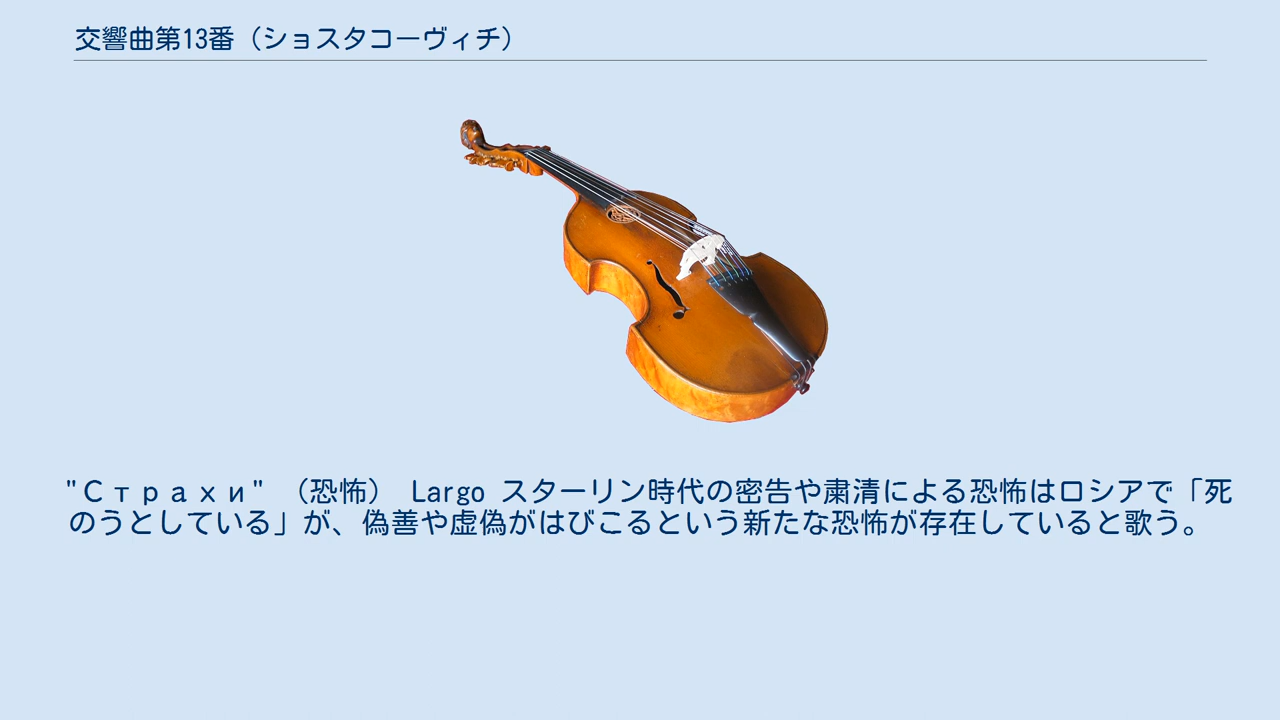 交響曲第13番（ショスタコーヴィチ）
"Ｃｔｐａｘｉ" （恐怖） Largo スターリン時代の密告や粛清による恐怖はロシアで「死
のうとしている」が、偽善や虚偽がはびこるという新たな恐怖が存在していると歌う。